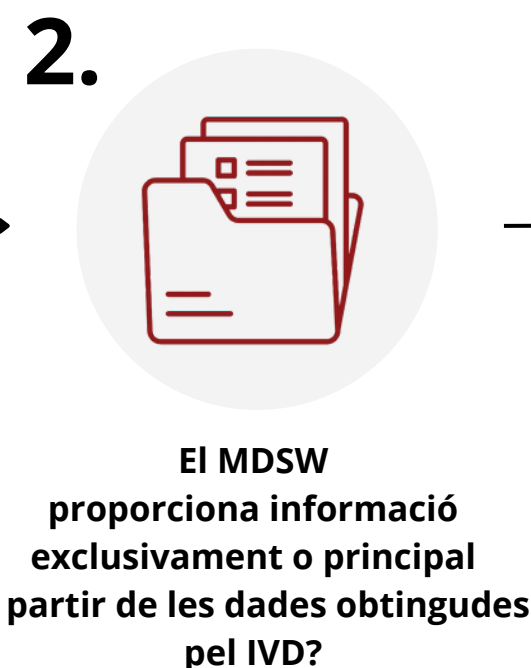 2.
El MDSW
proporciona informació
exclusivament o principal
partir de les dades obtingudes
pel IVD?